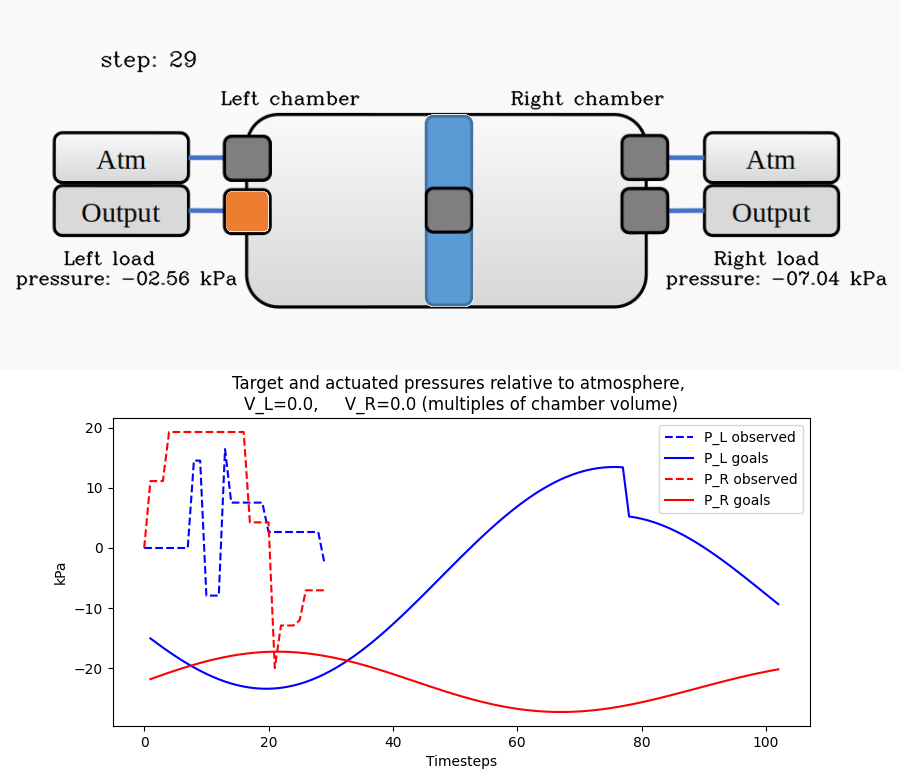 step: 29
Left chamber
Right chamber
Atm
Atm
Output
Output
Left load
pressure: -02.56 kPa
Right load
pressure: -07.04 kPa
Target and actuated pressures relative to atmosphere,
V_L=0.0,     V_R=0.0 (multiples of chamber volume)
20
10
0
−10
−20
kPa
P_L observed
P_L goals
P_R observed
P_R goals
0 20 40 60 80 100
Timesteps